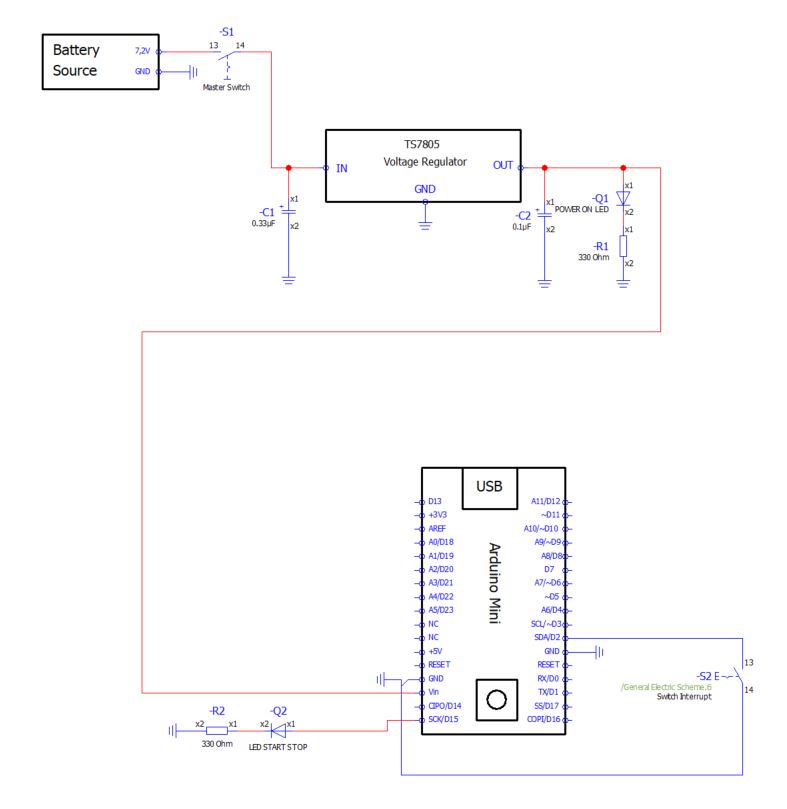 -S1
13 14
Master Switch
Battery
Source
7,2V
GND
TS7805
Voltage Regulator
IN
OUT
GND
-C1
0.33µF
+
x1
x2
-C2
0.1µF
+
x1
x2
-Q1
POWER ON LED
x1
x2
-R1
330 Ohm
x1
x2
USB
Arduino Mini
D13
+3V3
AREF
A0/D18
A1/D19
A2/D20
A3/D21
A4/D22
A5/D23
NC
NC
+5V
RESET
GND
Vin
CIPO/D14
SCK/D15
A11/D12
~D11
A10/~D10
A9/~D9
A8/D8
D7
A7/~D6
~D5
A6/D4
SCL/~D3
SDA/D2
GND
RESET
RX/D0
TX/D1
SS/D17
COPI/D16
-S2
/General Electric Scheme.6
Switch Interrupt
13
14
-R2
x2 x1
330 Ohm
-Q2
x2 x1
LED START STOP